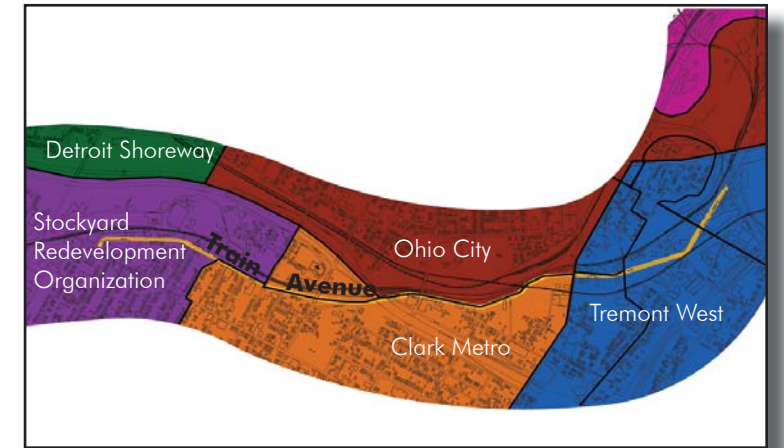 Detroit Shoreway
Stockyard
Redevelopment
Organization
Train Avenue
Ohio City
Clark Metro
Tremont West